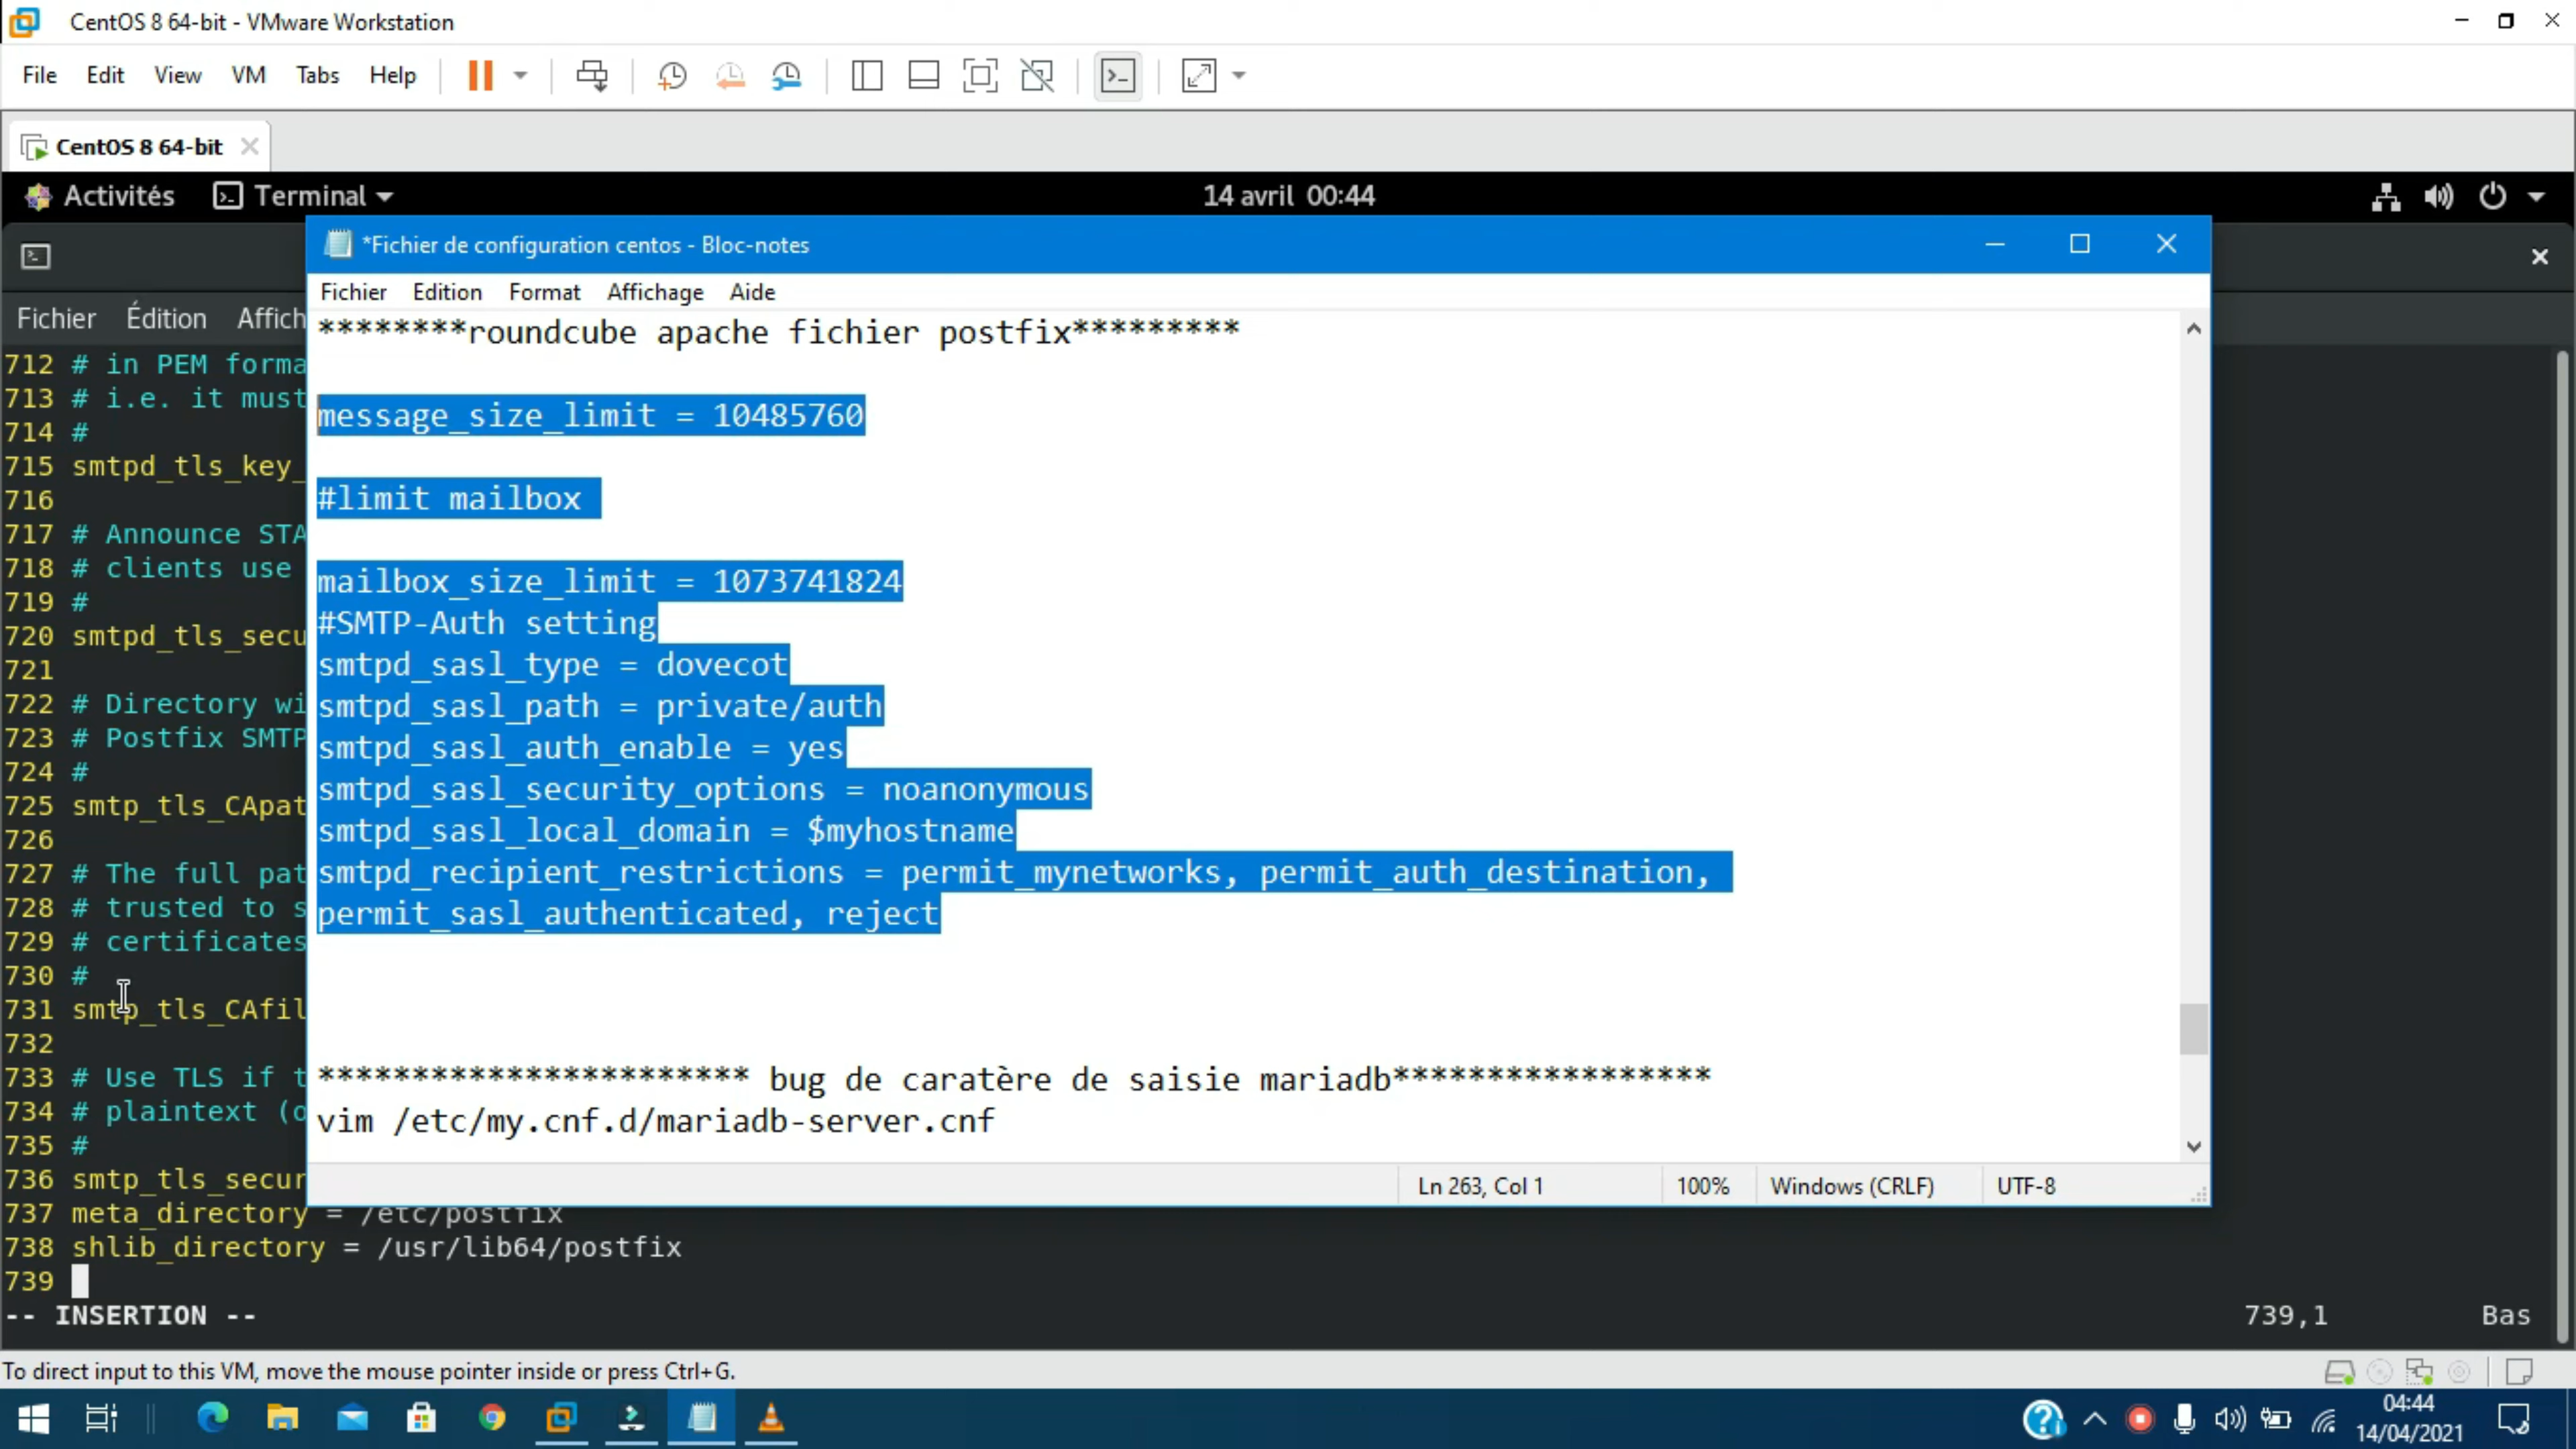 CentOS 8 64-bit - VMware Workstation
File Edit View VM Tabs Help
CentOS 8 64-bit
Activités Terminal 14 avril 00:44
*Fichier de configuration centos - Bloc-notes
Fichier Edition Format Affichage Aide
Fichier Édition Affich
********roundcube apache fichier postfix*********
message_size_limit = 10485760
#limit mailbox
mailbox_size_limit = 1073741824
#SMTP-Auth setting
smtpd_sasl_type = dovecot
smtpd_sasl_path = private/auth
smtpd_sasl_auth_enable = yes
smtpd_sasl_security_options = noanonymous
smtpd_sasl_local_domain = $myhostname
smtpd_recipient_restrictions = permit_mynetworks, permit_auth_destination,
permit_sasl_authenticated, reject
*********************** bug de caratère de saisie mariadb*****************
vim /etc/my.cnf.d/mariadb-server.cnf
Ln 263, Col 1 100% Windows (CRLF) UTF-8
712 # in PEM forma
713 # i.e. it must
714 #
715 smtpd_tls_key_
716
717 # Announce STA
718 # clients use
719 #
720 smtpd_tls_secu
721
722 # Directory wi
723 # Postfix SMTP
724 #
725 smtp_tls_CApat
726
727 # The full pat
728 # trusted to s
729 # certificates
730 #
731 smtp_tls_CAfil
732
733 # Use TLS if t
734 # plaintext (o
735 #
736 smtp_tls_secur
737 meta_directory = /etc/postfix
738 shlib_directory = /usr/lib64/postfix
739
-- INSERTION -- 739,1 Bas
To direct input to this VM, move the mouse pointer inside or press Ctrl+G.
04:44
14/04/2021